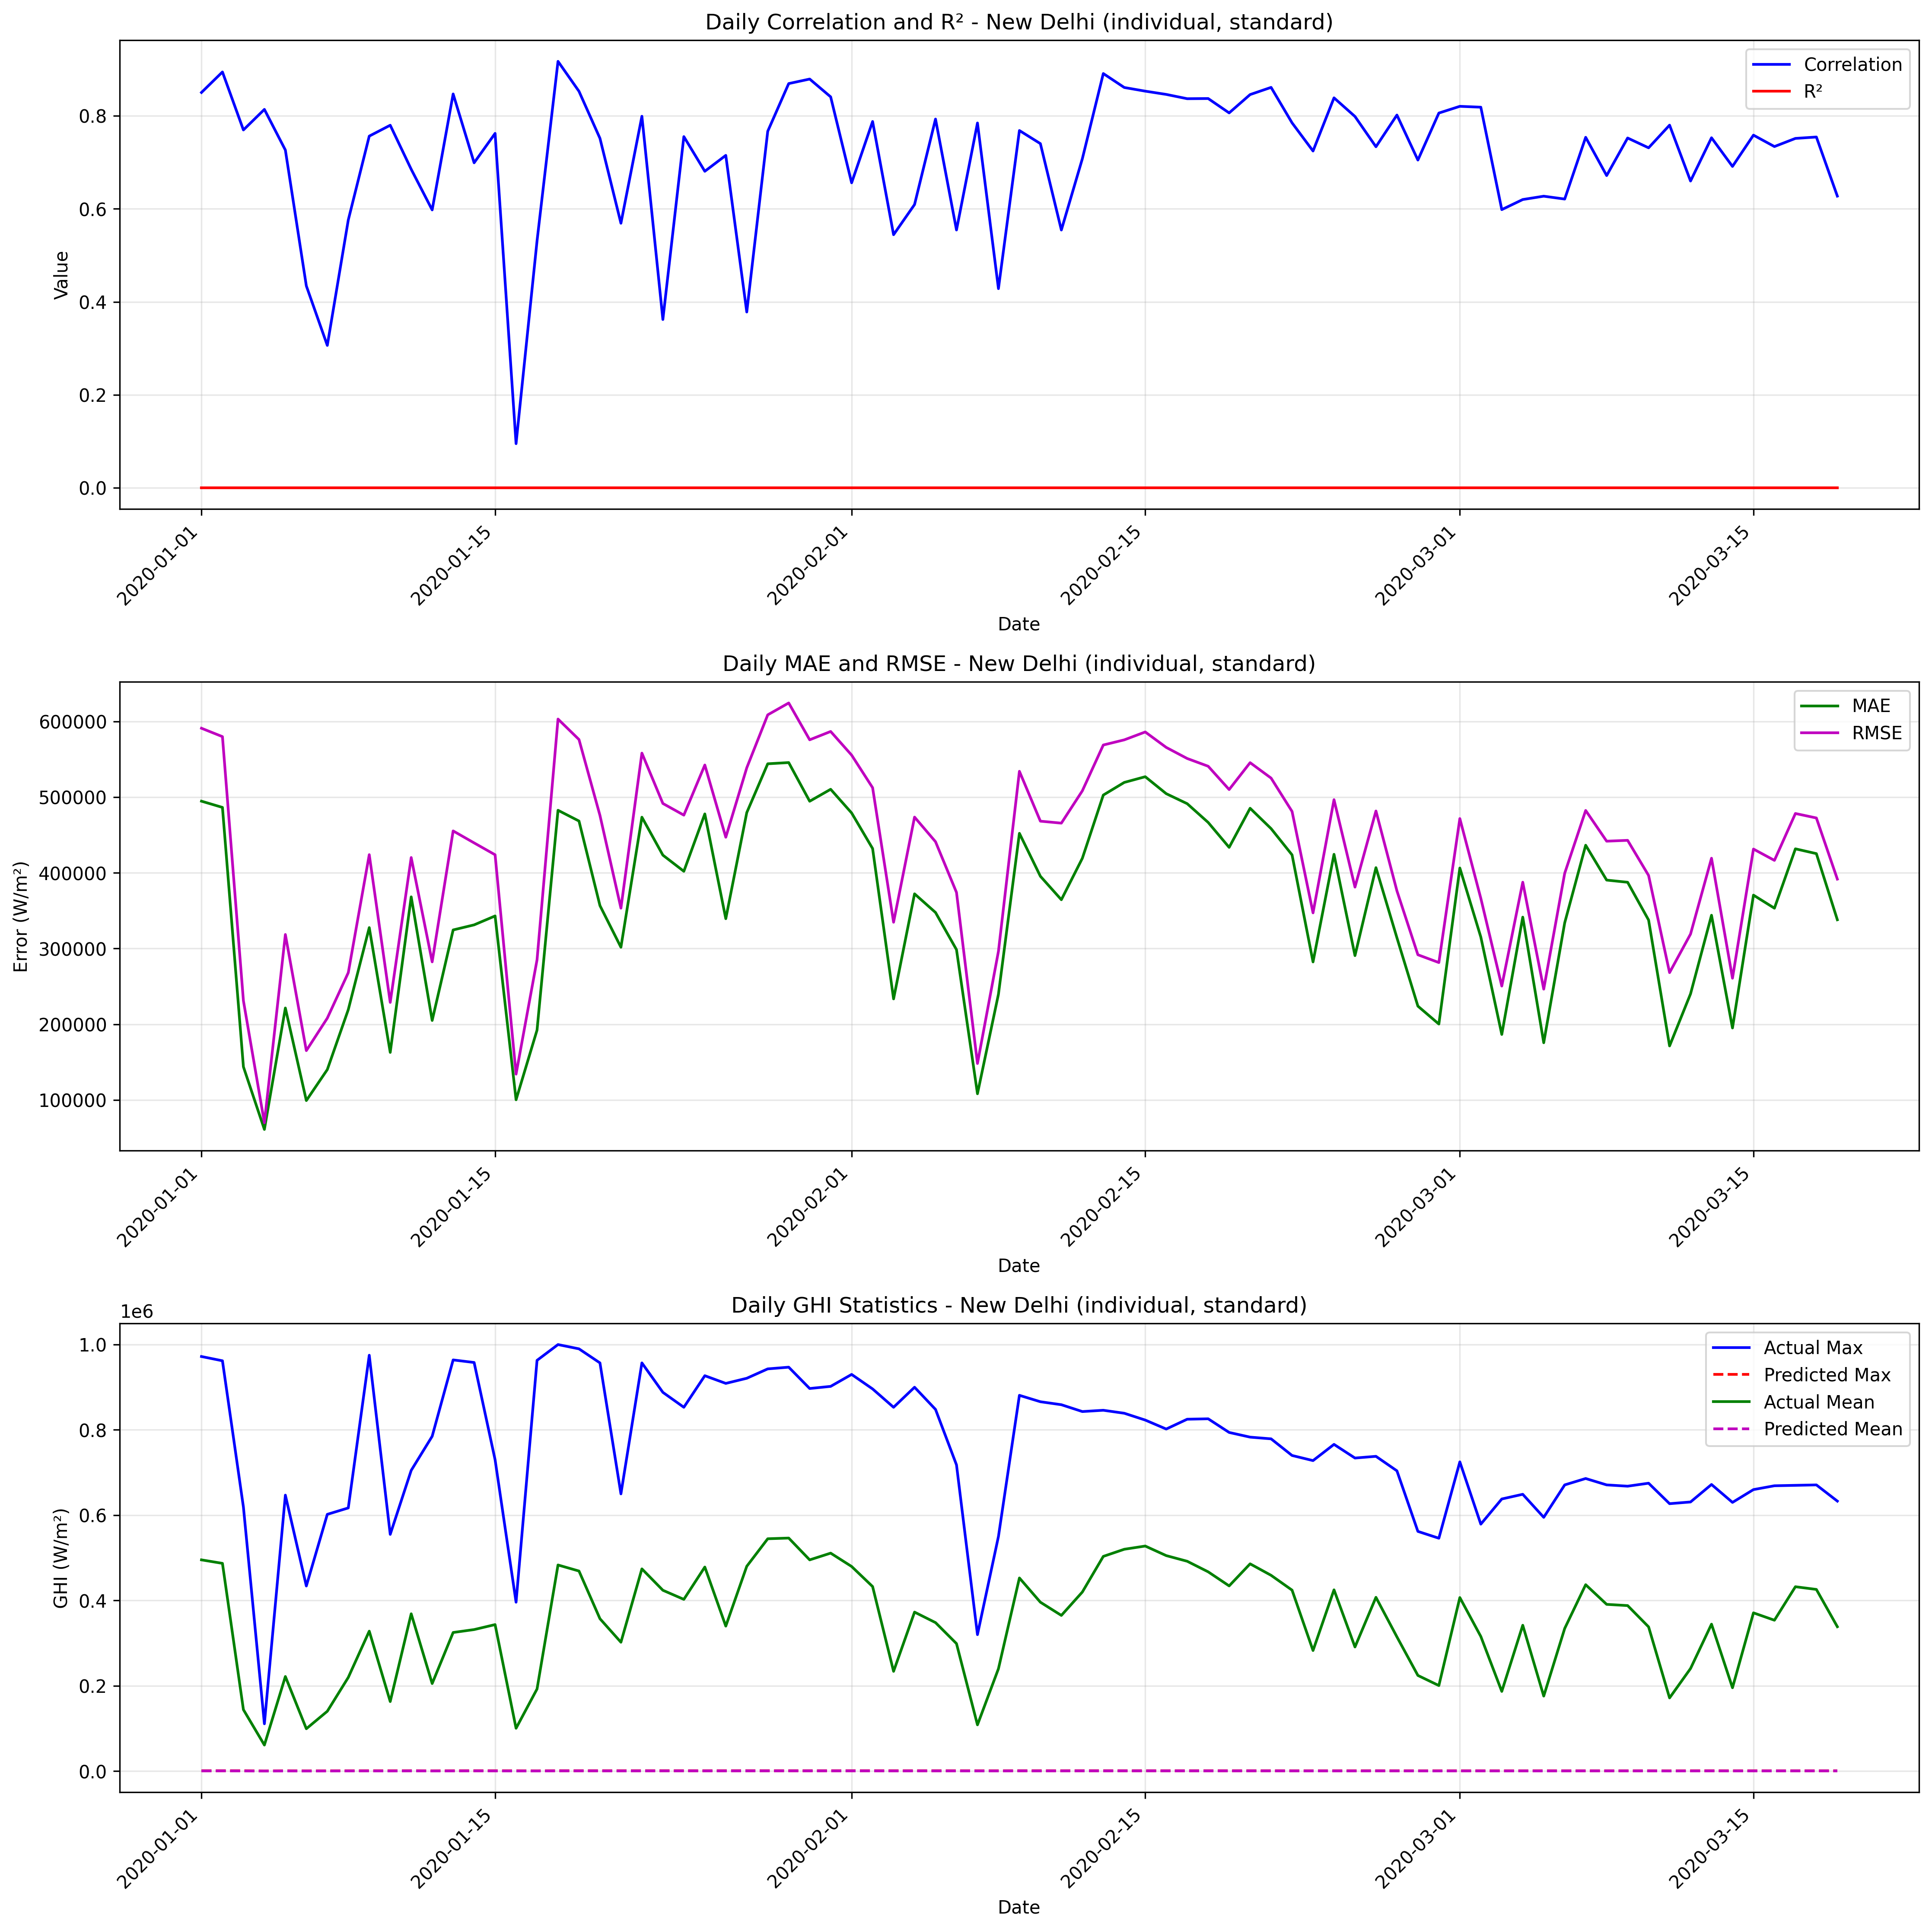 Daily Correlation and R² - New Delhi (individual, standard)
Correlation
R²
Value
0.8
0.6
0.4
0.2
0.0
2020-01-01
2020-01-15
2020-02-01
2020-02-15
2020-03-01
2020-03-15
Date
Daily MAE and RMSE - New Delhi (individual, standard)
MAE
RMSE
Error (W/m²)
600000
500000
400000
300000
200000
100000
2020-01-01
2020-01-15
2020-02-01
2020-02-15
2020-03-01
2020-03-15
Date
Daily GHI Statistics - New Delhi (individual, standard)
1e6
Actual Max
Predicted Max
Actual Mean
Predicted Mean
GHI (W/m²)
1.0
0.8
0.6
0.4
0.2
0.0
2020-01-01
2020-01-15
2020-02-01
2020-02-15
2020-03-01
2020-03-15
Date